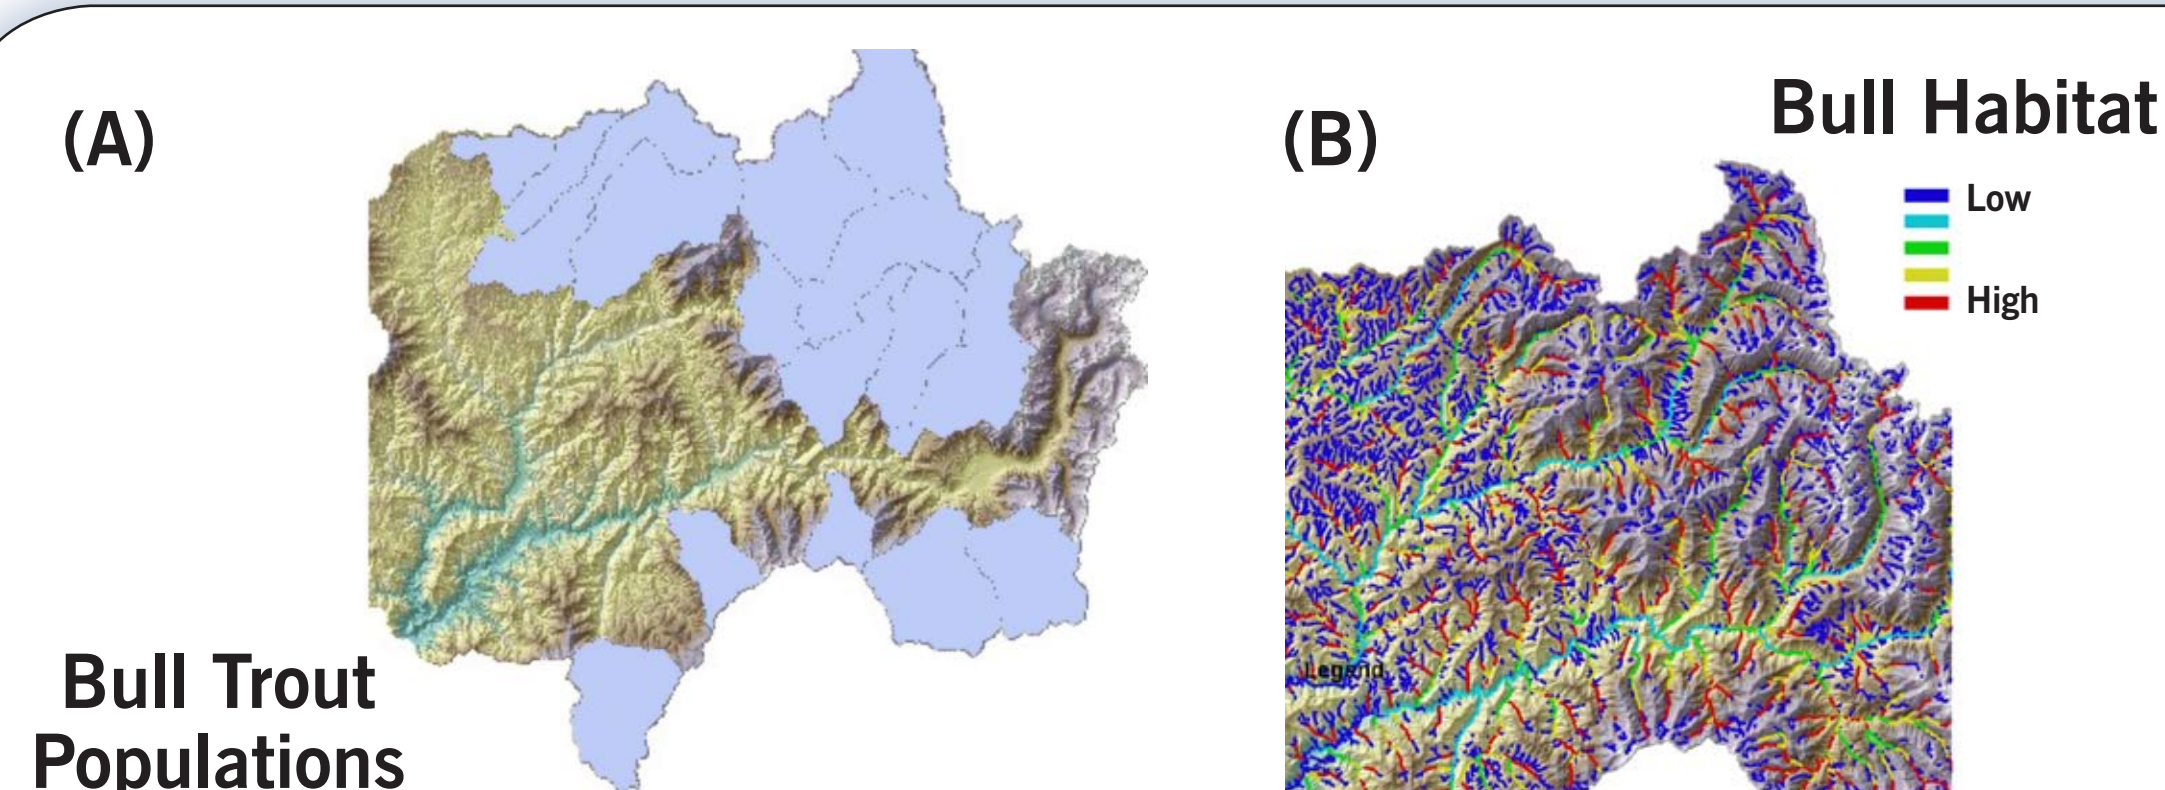 (A)
Bull Trout
Populations
(B)
Bull Habitat
Low
High
Legend